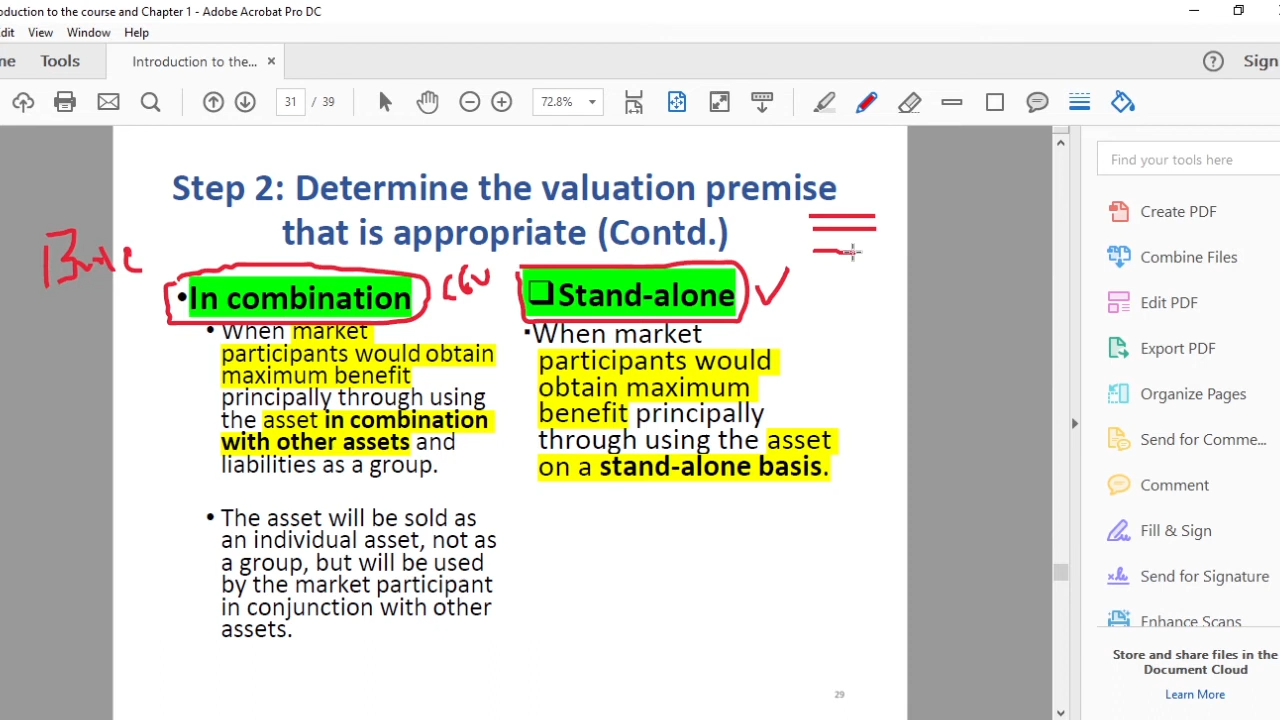 oduction to the course and Chapter 1 - Adobe Acrobat Pro DC
dit View Window Help
ne Tools Introduction to the... × ? Sign
31 / 39 72.8%
Step 2: Determine the valuation premise
that is appropriate (Contd.)
•In combination
• When market
participants would obtain
maximum benefit
principally through using
the asset in combination
with other assets and
liabilities as a group.
• The asset will be sold as
an individual asset, not as
a group, but will be used
by the market participant
in conjunction with other
assets.
❑Stand-alone
▪When market
participants would
obtain maximum
benefit principally
through using the asset
on a stand-alone basis.
29
Find your tools here
Create PDF
Combine Files
Edit PDF
Export PDF
Organize Pages
Send for Comme...
Comment
Fill & Sign
Send for Signature
Enhance Scans
Store and share files in the
Document Cloud
Learn More